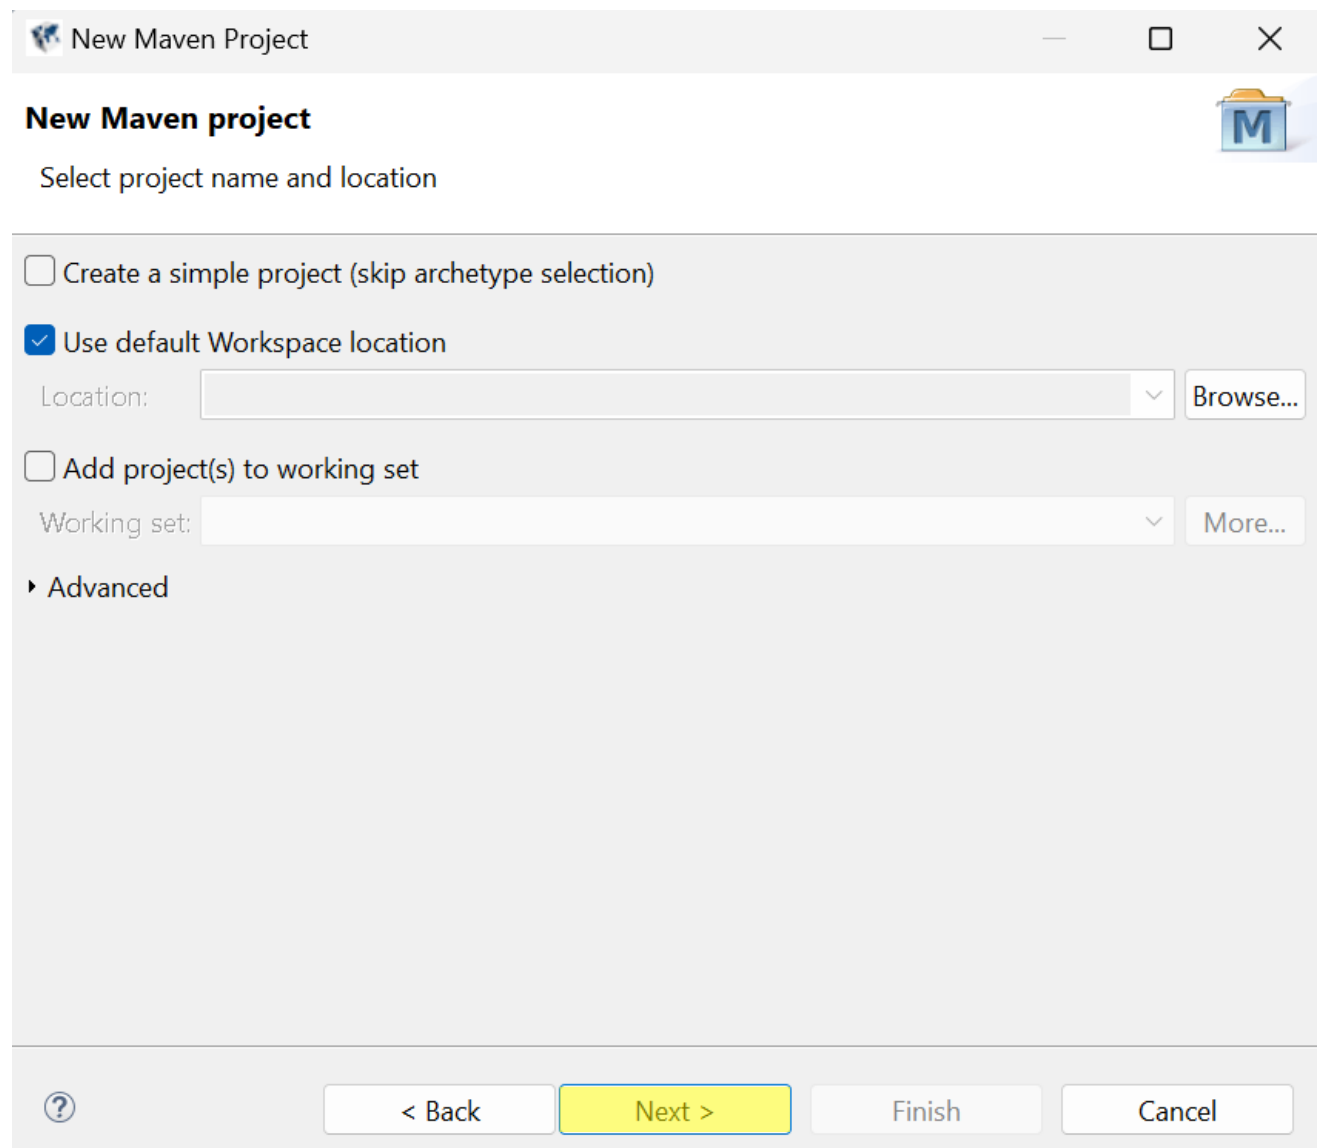 New Maven Project
New Maven project
M
Select project name and location
Create a simple project (skip archetype selection)
Use default Workspace location
Location:
Browse...
Add project(s) to working set
Working set:
More...
Advanced
?
< Back
Next >
Finish
Cancel